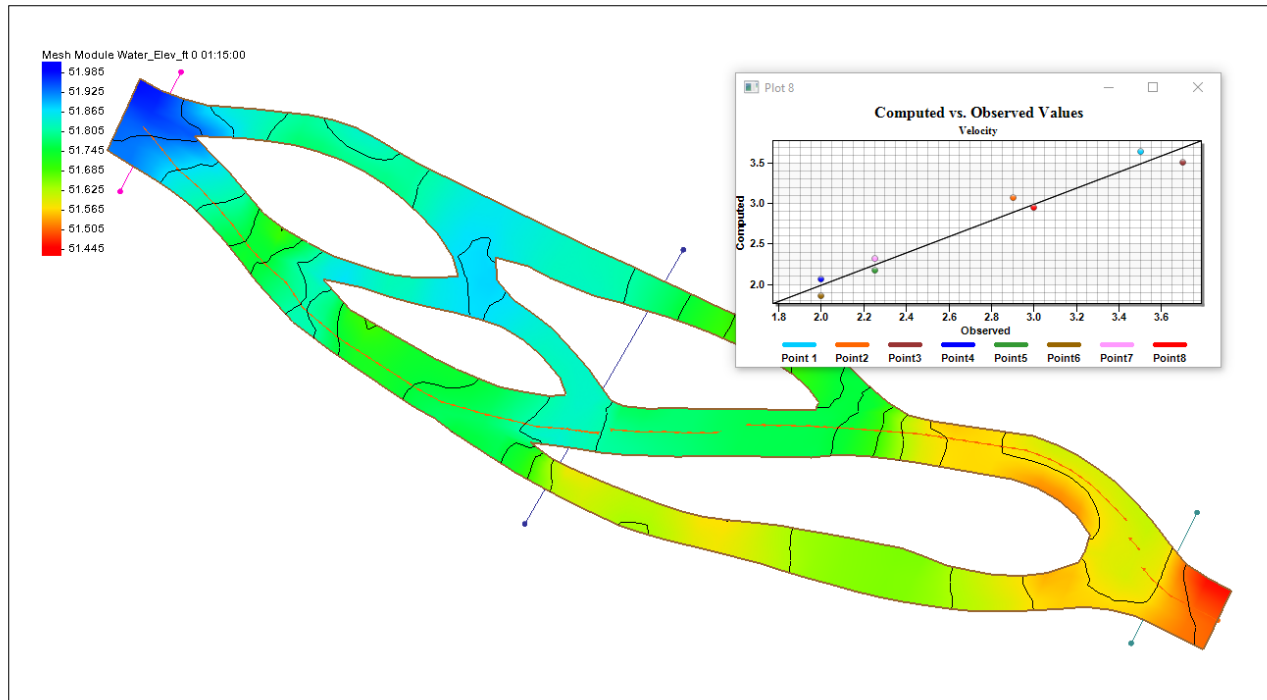 Mesh Module Water_Elev_ft 0 01:15:00
51.985
51.925
51.865
51.805
51.745
51.685
51.625
51.565
51.505
51.445
Plot 8
Computed vs. Observed Values
Velocity
Computed
3.5
3.0
2.5
2.0
1.8 2.0 2.2 2.4 2.6 2.8 3.0 3.2 3.4 3.6
Observed
Point 1 Point2 Point3 Point4 Point5 Point6 Point7 Point8